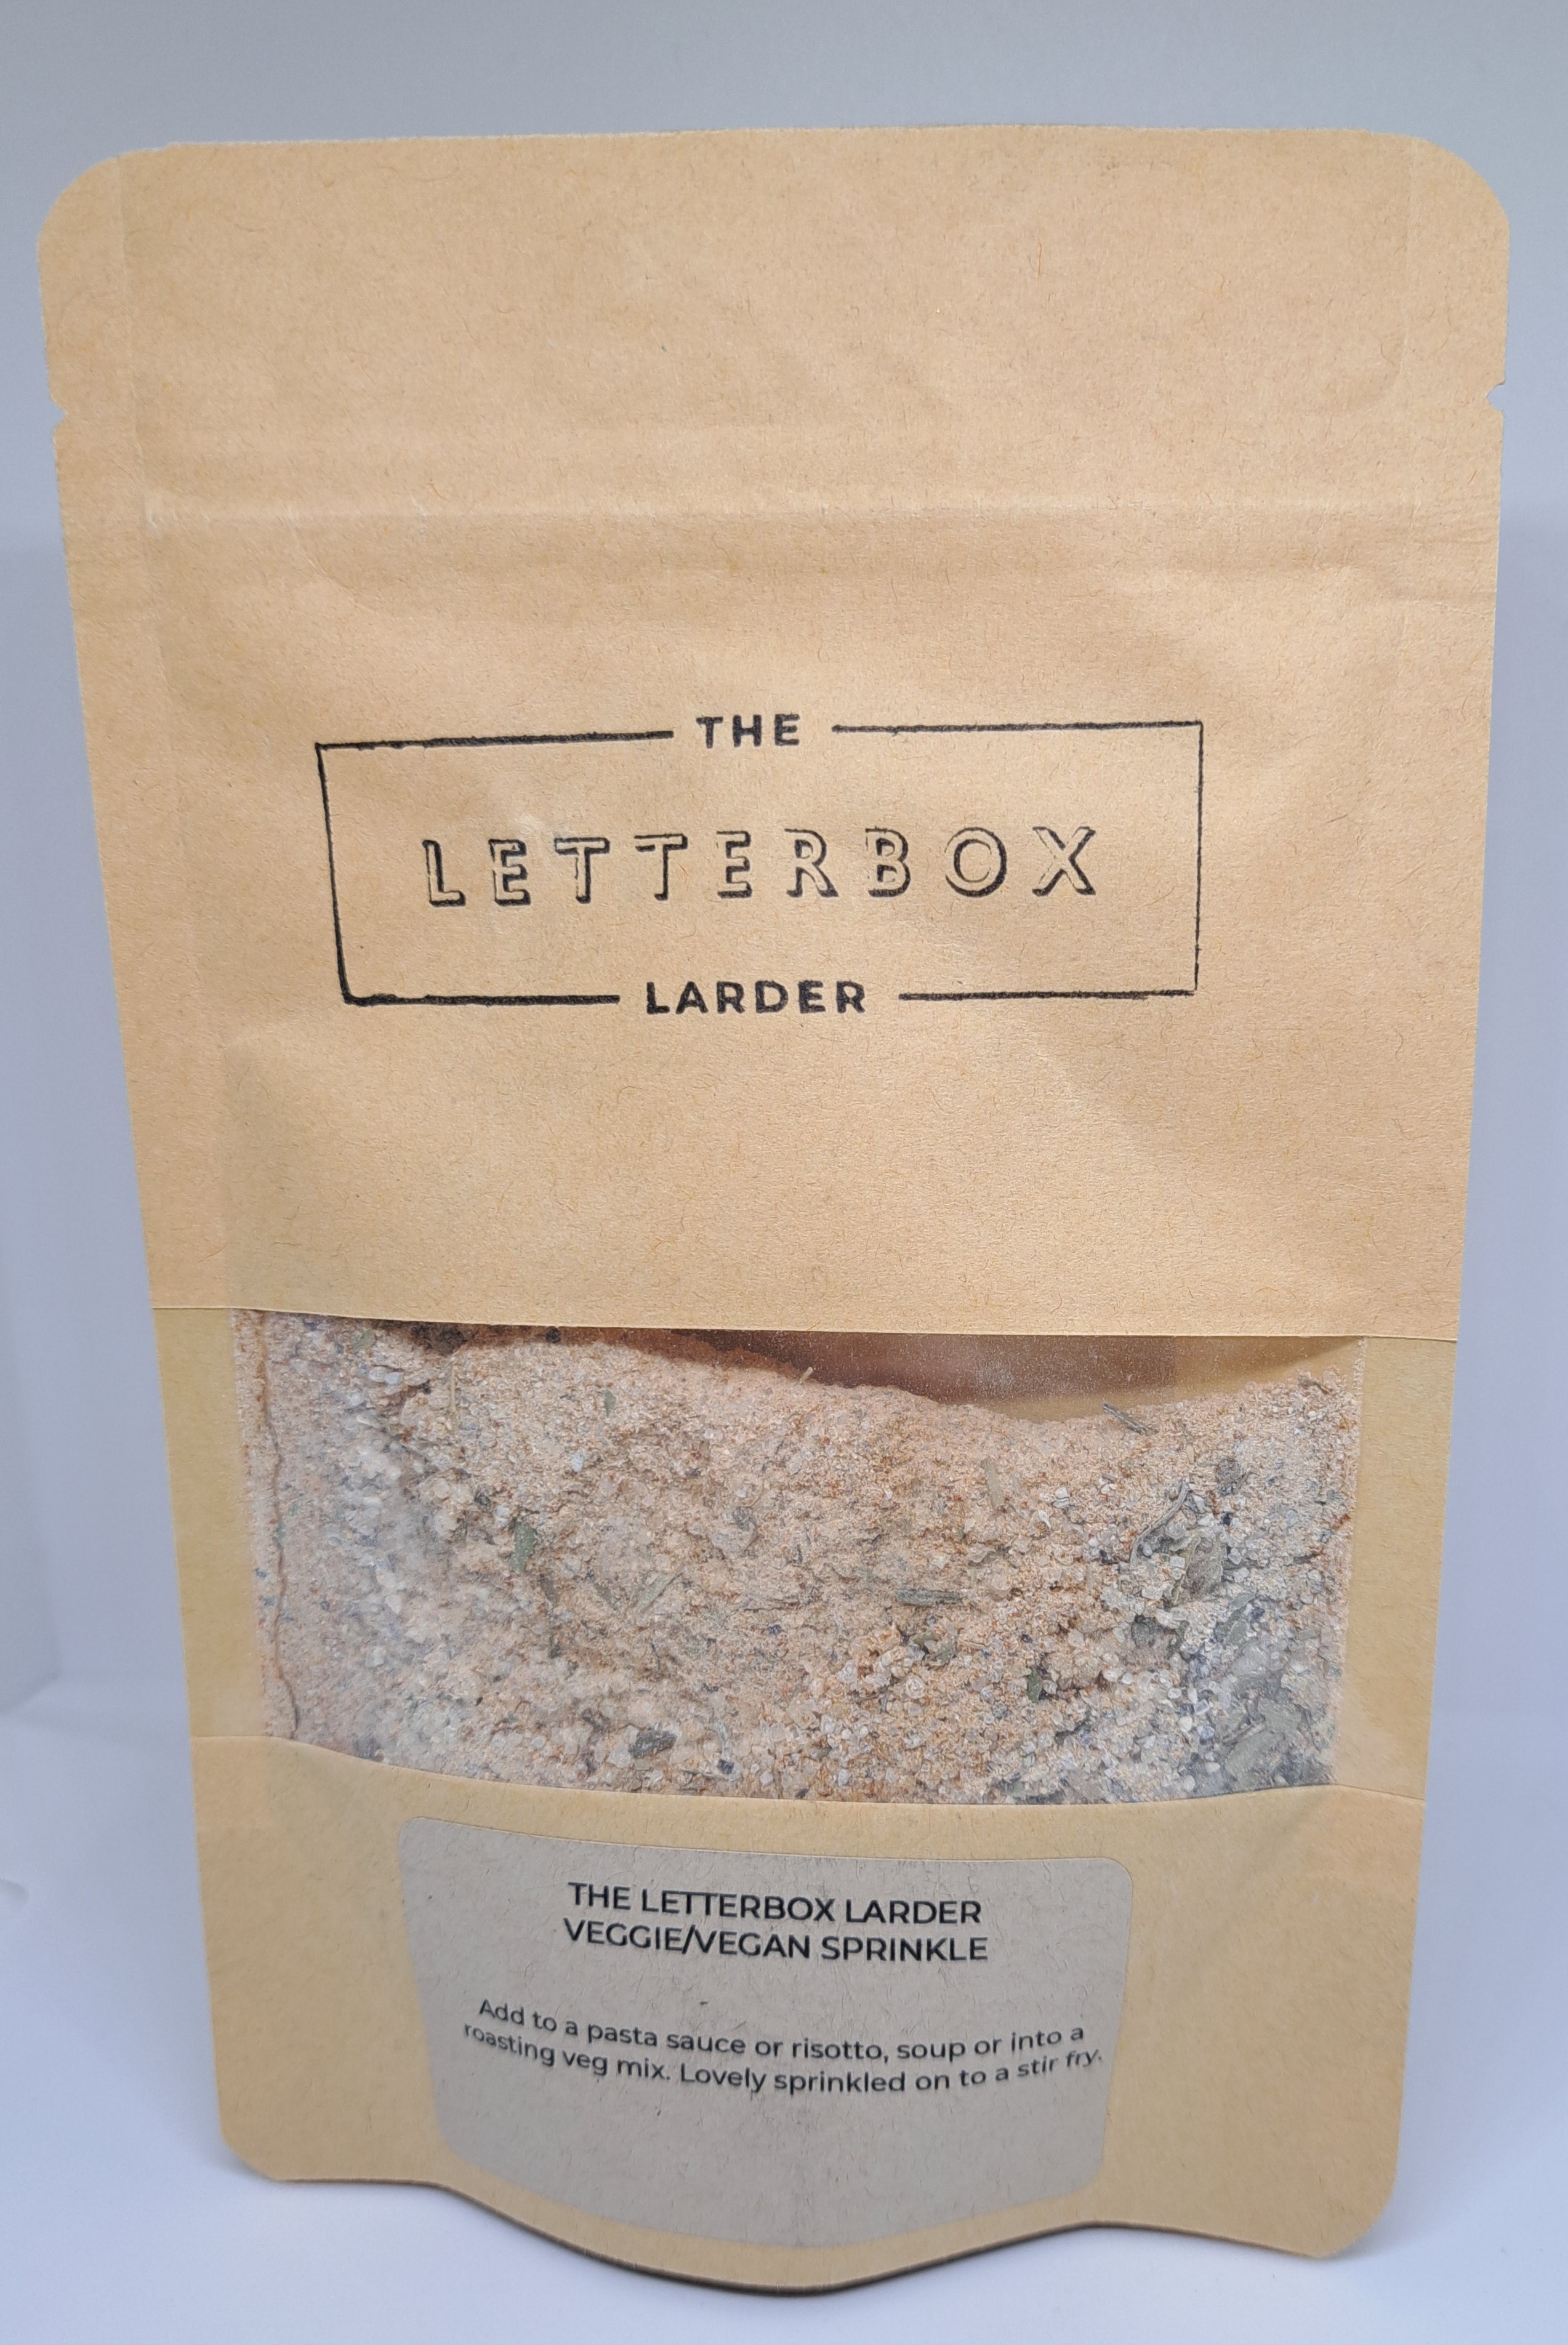 THE
LETTERBOX
LARDER
THE LETTERBOX LARDER
VEGGIE/VEGAN SPRINKLE
Add to a pasta sauce or risotto, soup or into a
roasting veg mix. Lovely sprinkled on to a stir fry.